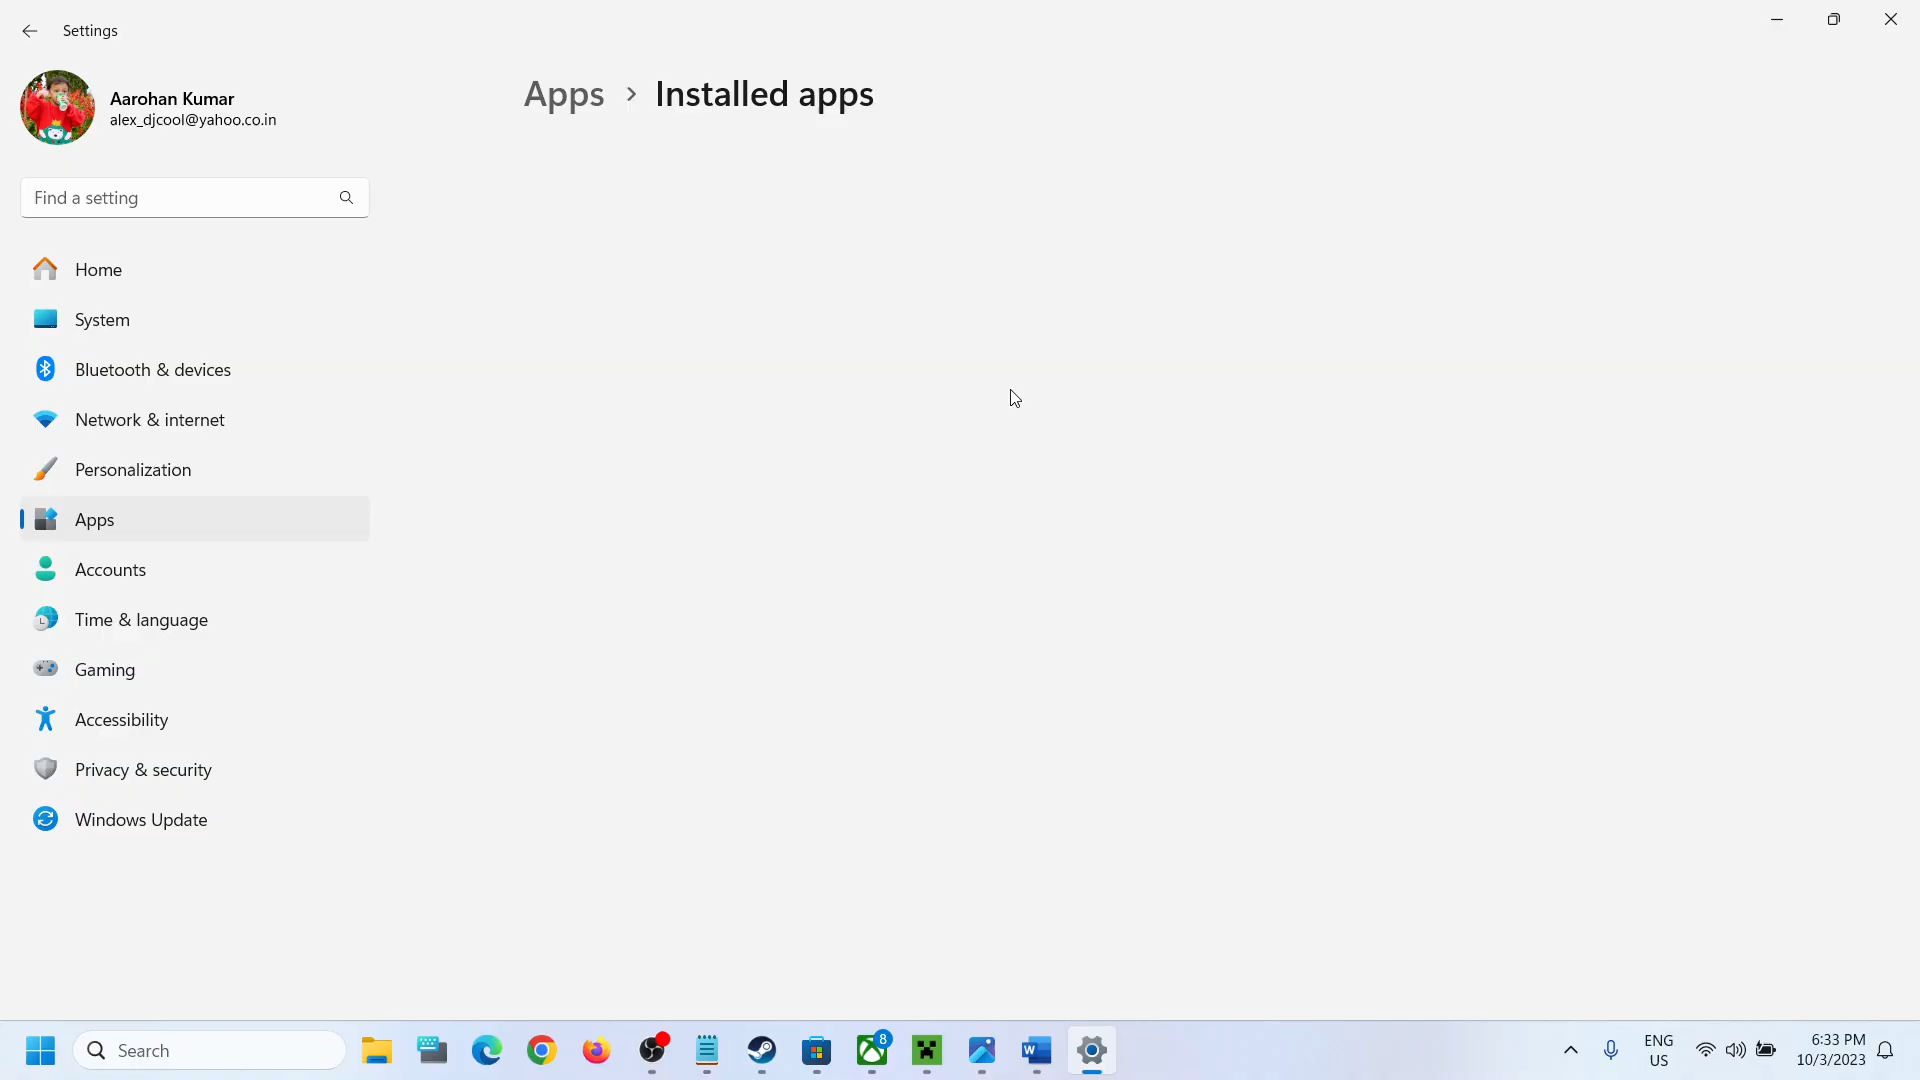 Settings
Aarohan Kumar
alex_djcool@yahoo.co.in
Apps > Installed apps
Find a setting
Home
System
Bluetooth & devices
Network & internet
Personalization
Apps
Accounts
Time & language
Gaming
Accessibility
Privacy & security
Windows Update
Search
8
W
ENG
US
6:33 PM
10/3/2023